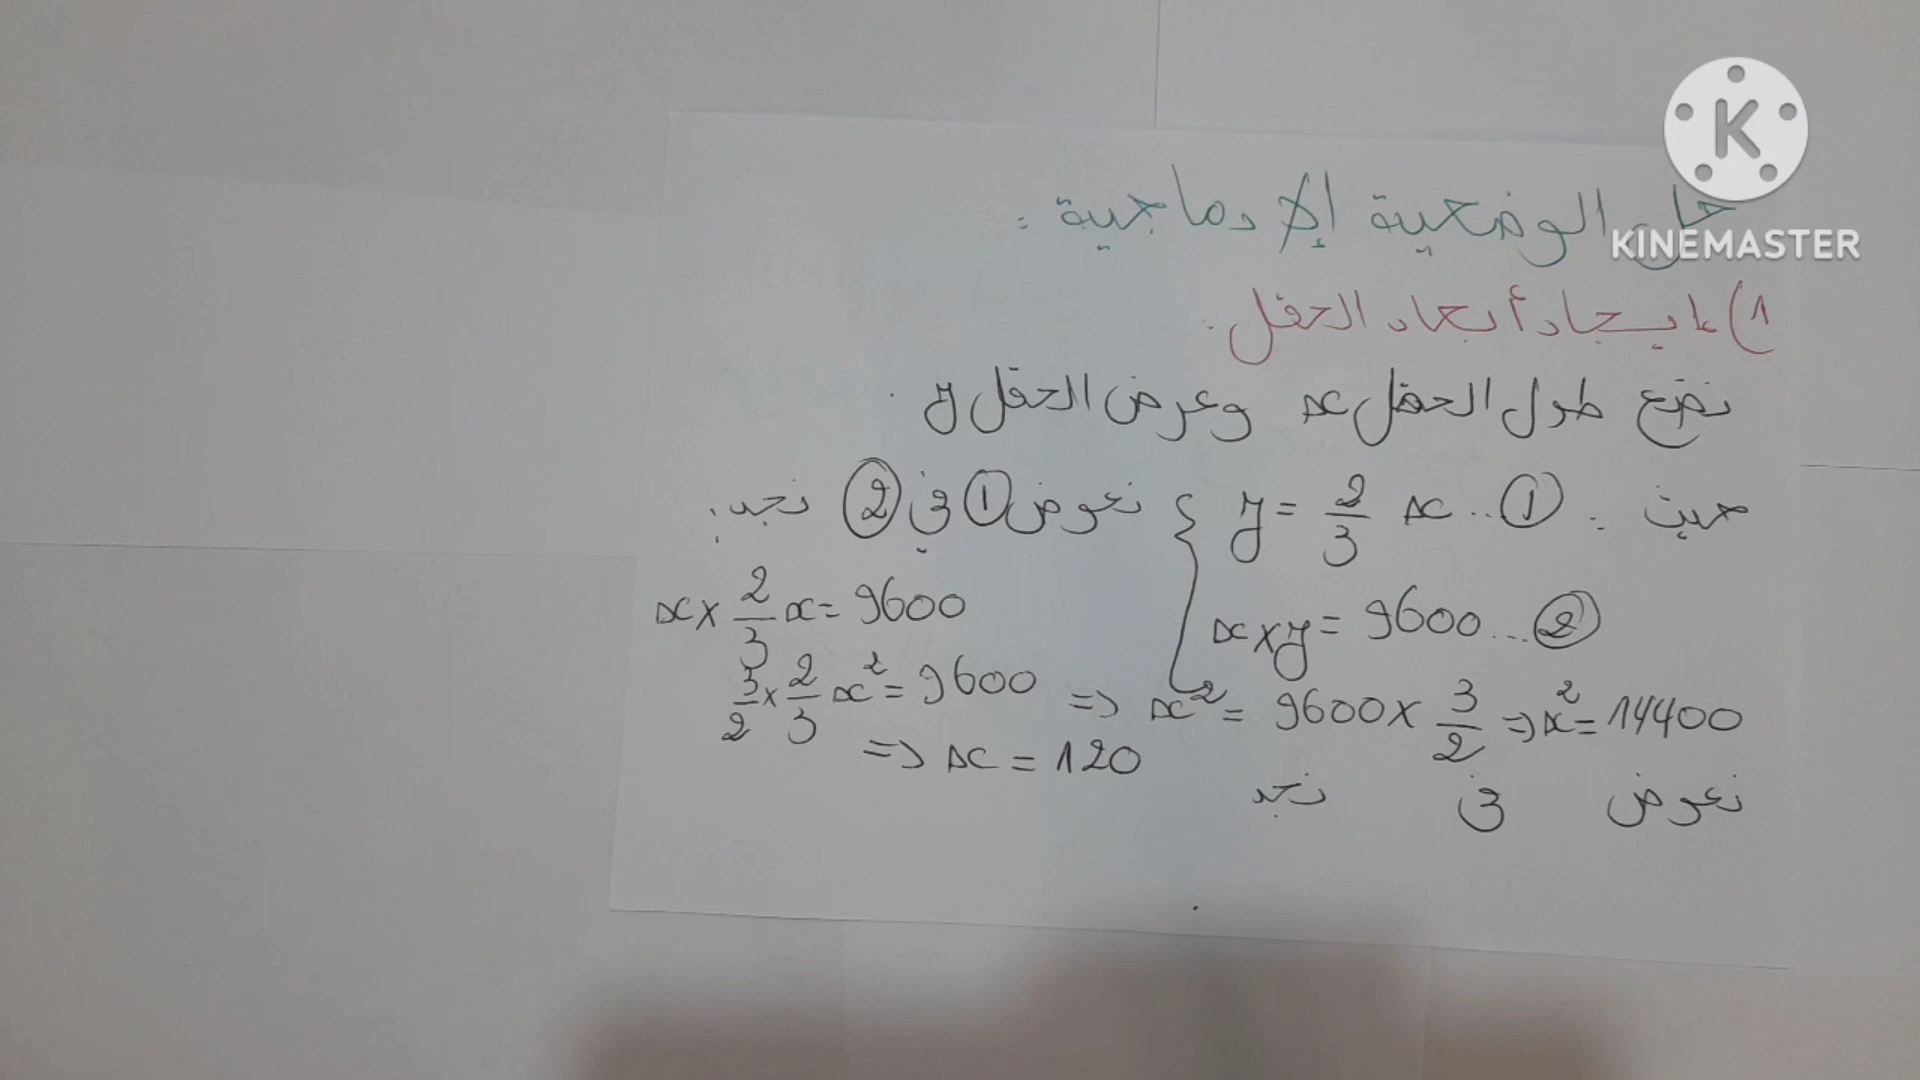 حل الوضعية الإدماجية :
1) إيجاد أبعاد الحقل :
نضع طول الحقل x وعرض الحقل y .
حيث : y = 2/3 x .. ①
x × y = 9600 ... ②
نعوض ① في ② نجد :
x × 2/3 x = 9600
3/2 × 2/3 x² = 9600 => x² = 9600 × 3/2 => x² = 14400
=> x = 120
نعوض في نجد
K
KINEMASTER